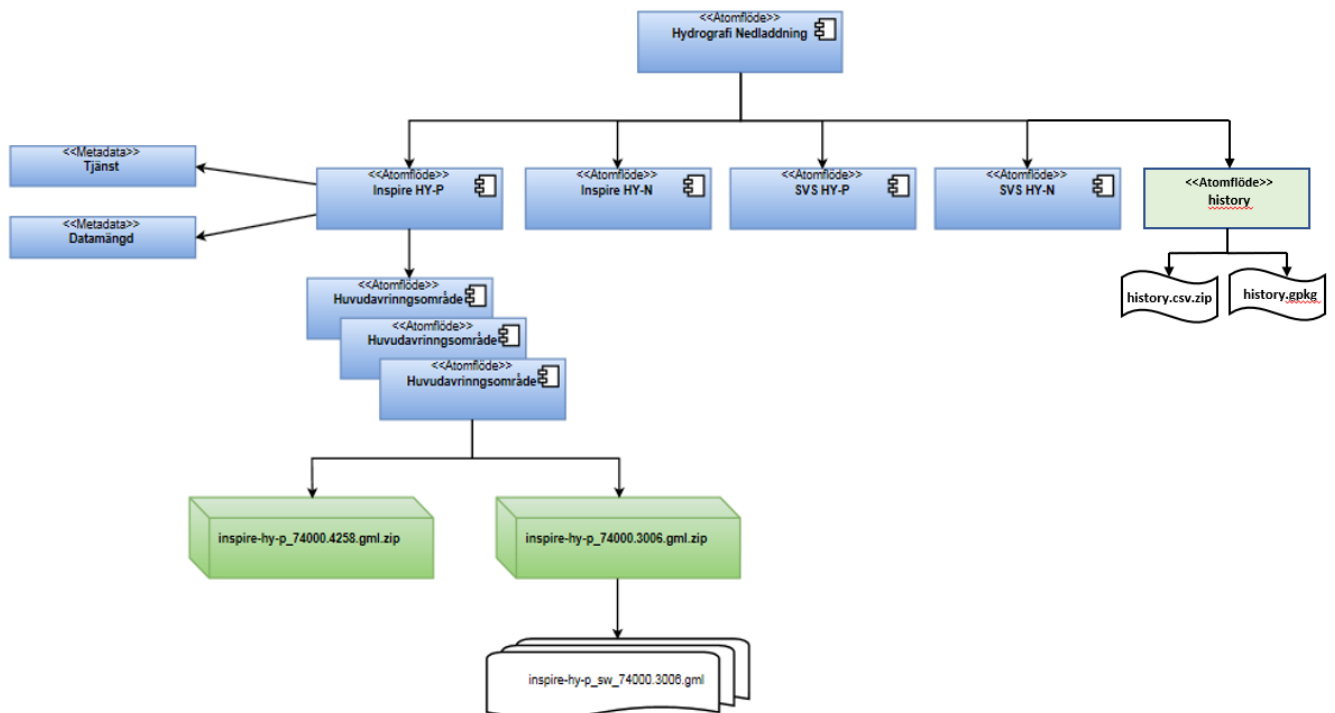 <<Atomflöde>>
Hydrografi Nedladdning
<<Metadata>>
Tjänst
<<Metadata>>
Datamängd
<<Atomflöde>>
Inspire HY-P
<<Atomflöde>>
Inspire HY-N
<<Atomflöde>>
SVS HY-P
<<Atomflöde>>
SVS HY-N
<<Atomflöde>>
history
history.csv.zip
history.gpkg
<<Atomflöde>>
Huvudavrinngsområde
<<Atomflöde>>
Huvudavrinngsområde
<<Atomflöde>>
Huvudavrinngsområde
inspire-hy-p_74000.4258.gml.zip
inspire-hy-p_74000.3006.gml.zip
inspire-hy-p_sw_74000.3006.gml